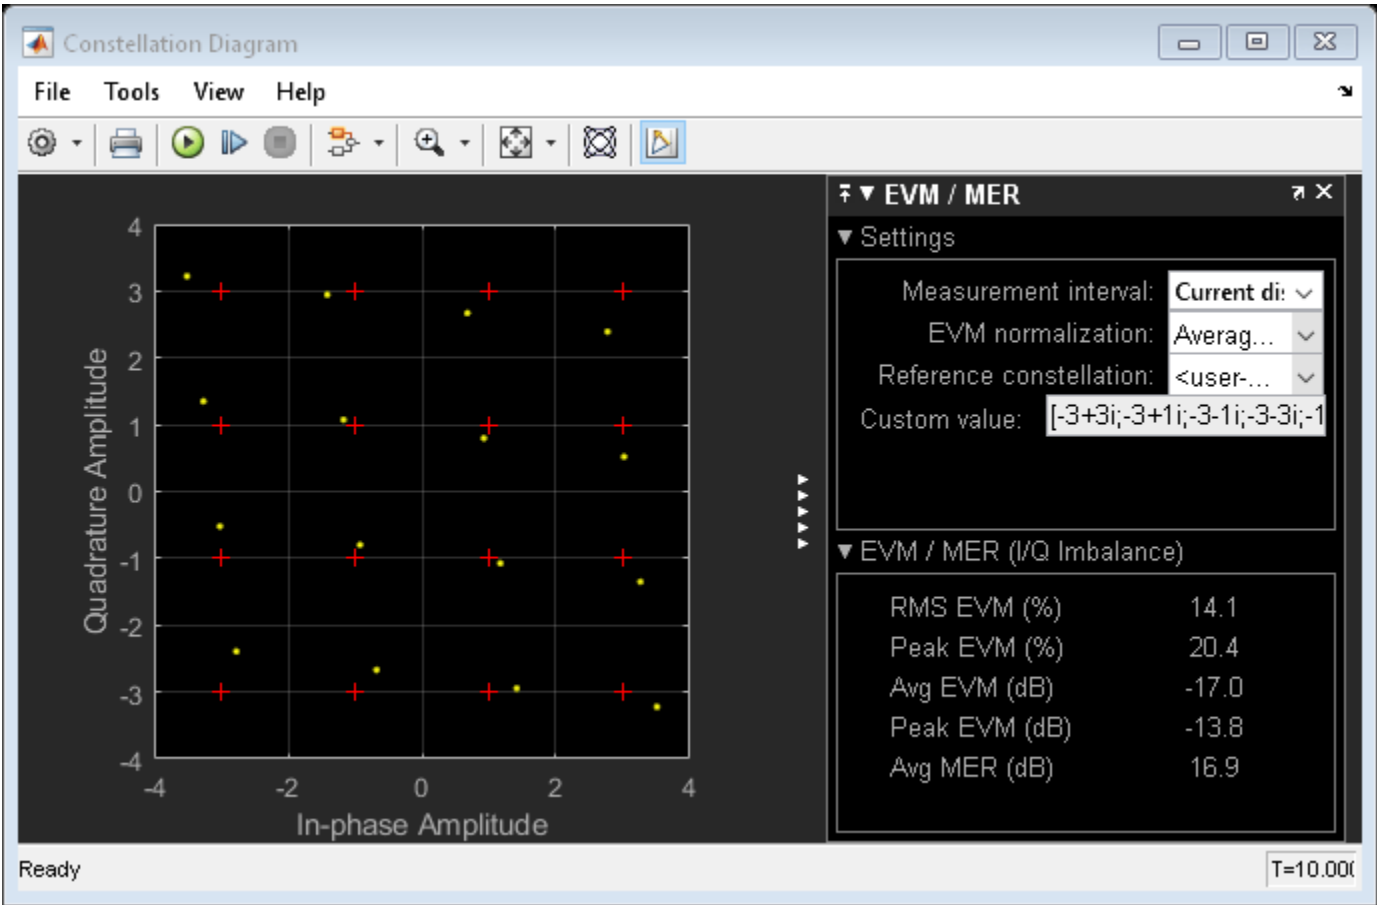 Constellation Diagram
File Tools View Help
EVM / MER
Settings
Measurement interval: Current di:
EVM normalization: Averag...
Reference constellation: <user-...
Custom value: [-3+3i;-3+1i;-3-1i;-3-3i;-1
EVM / MER (I/Q Imbalance)
RMS EVM (%) 14.1
Peak EVM (%) 20.4
Avg EVM (dB) -17.0
Peak EVM (dB) -13.8
Avg MER (dB) 16.9
4
3
2
1
0
-1
-2
-3
-4
Quadrature Amplitude
-4 -2 0 2 4
In-phase Amplitude
Ready
T=10.00(